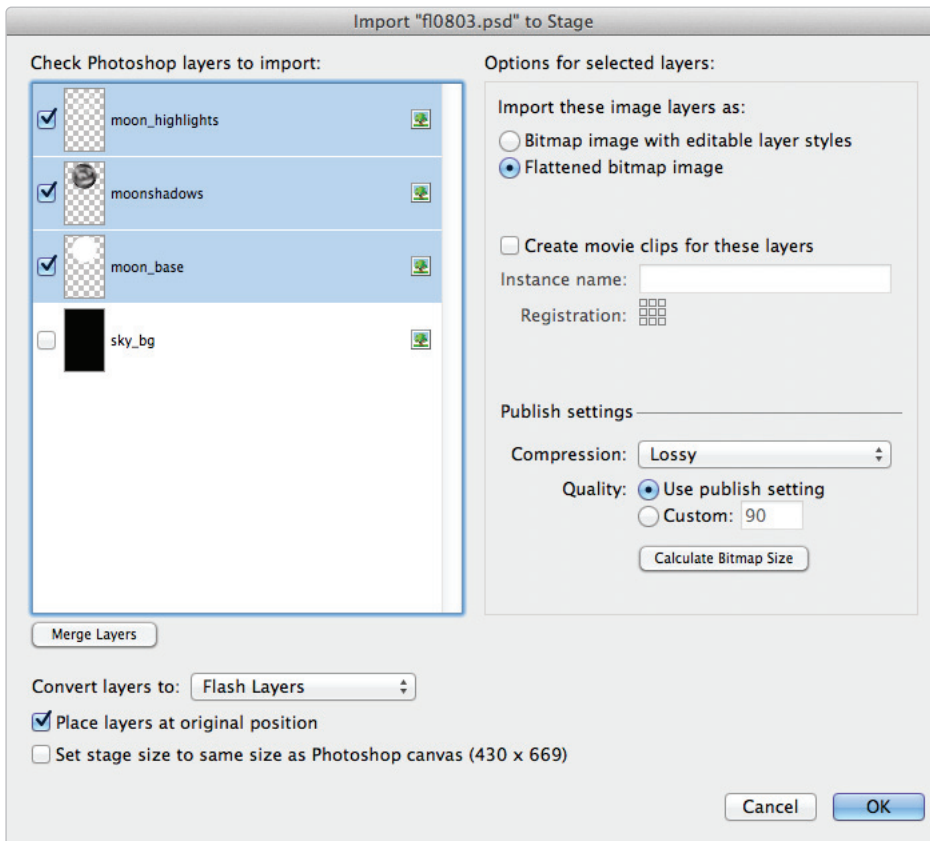 Import "fl0803.psd" to Stage
Check Photoshop layers to import:
moon_highlights
moonshadows
moon_base
sky_bg
Merge Layers
Convert layers to: Flash Layers
Place layers at original position
Set stage size to same size as Photoshop canvas (430 x 669)
Options for selected layers:
Import these image layers as:
Bitmap image with editable layer styles
Flattened bitmap image
Create movie clips for these layers
Instance name:
Registration:
Publish settings
Compression: Lossy
Quality: Use publish setting
Custom: 90
Calculate Bitmap Size
Cancel
OK